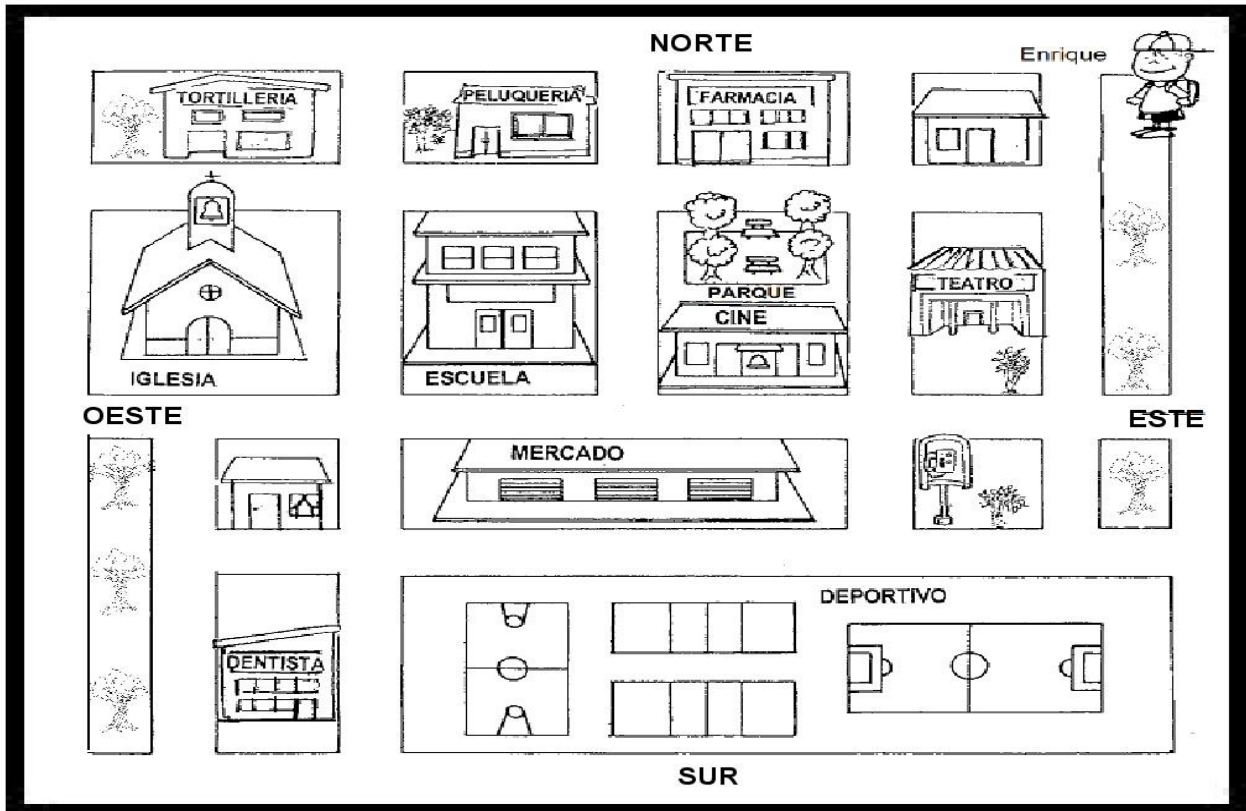 NORTE
Enrique
TORTILLERIA
PELUQUERIA
FARMACIA
TEATRO
PARQUE
CINE
IGLESIA
ESCUELA
OESTE
ESTE
MERCADO
DEPORTIVO
DENTISTA
SUR